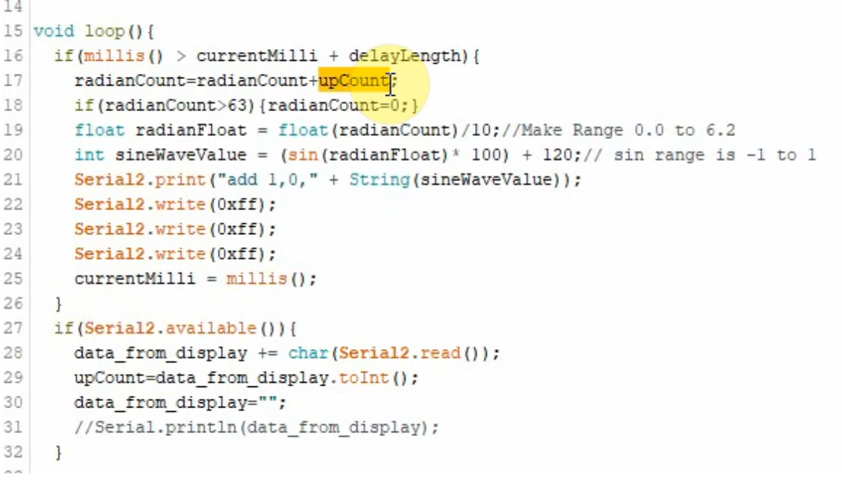 14
15 void loop(){
16 if(millis() > currentMilli + delayLength){
17 radianCount=radianCount+upCount;
18 if(radianCount>63){radianCount=0;}
19 float radianFloat = float(radianCount)/10;//Make Range 0.0 to 6.2
20 int sineWaveValue = (sin(radianFloat)* 100) + 120;// sin range is -1 to 1
21 Serial2.print("add 1,0," + String(sineWaveValue));
22 Serial2.write(0xff);
23 Serial2.write(0xff);
24 Serial2.write(0xff);
25 currentMilli = millis();
26 }
27 if(Serial2.available()){
28 data_from_display += char(Serial2.read());
29 upCount=data_from_display.toInt();
30 data_from_display="";
31 //Serial.println(data_from_display);
32 }